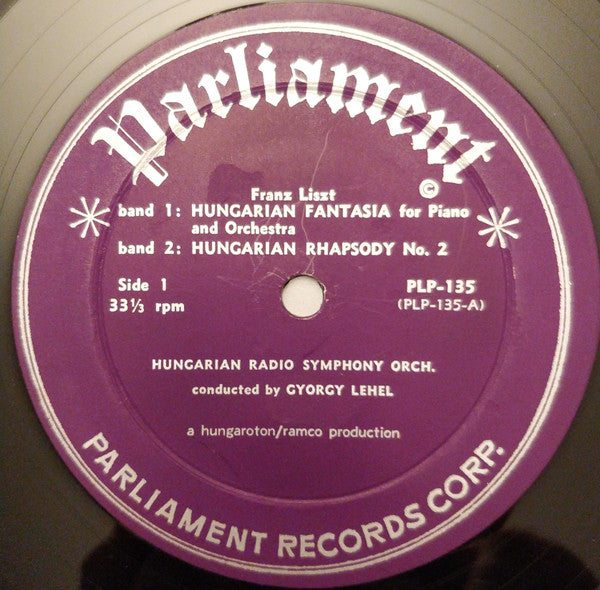 Parliament
©
Franz Liszt
band 1: HUNGARIAN FANTASIA for Piano
and Orchestra
band 2: HUNGARIAN RHAPSODY No. 2
Side 1
33⅓ rpm
PLP-135
(PLP-135-A)
HUNGARIAN RADIO SYMPHONY ORCH.
conducted by GYORGY LEHEL
a hungaroton/ramco production
PARLIAMENT RECORDS CORP.